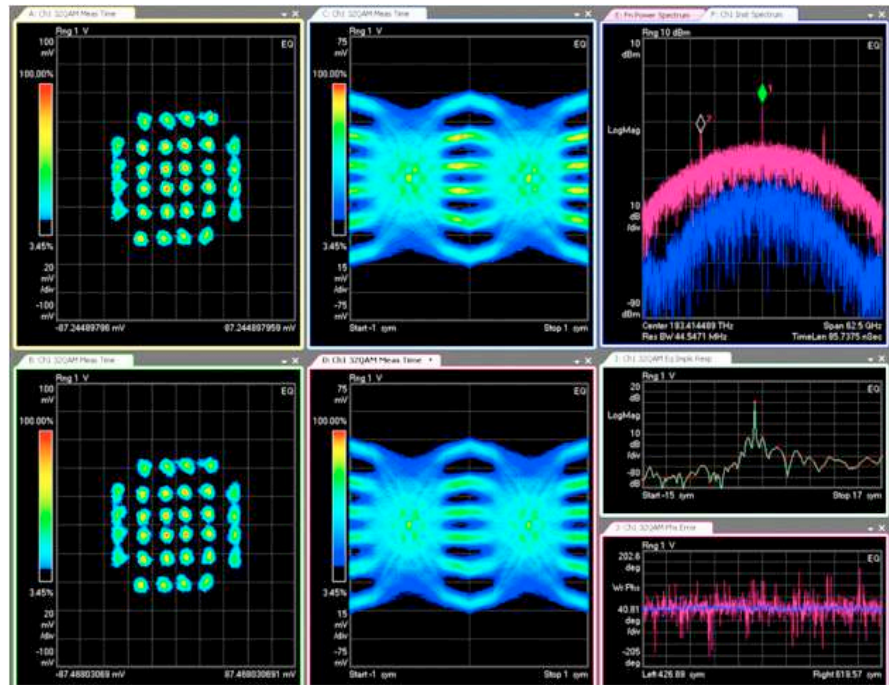 A: Ch1 32QAM Meas Time
Rng 1 V
100
mV
EQ
100.00%
3.45%
20
mV
/div
-100
mV
-87.24489796 mV
87.244897959 mV
C: Ch1 32QAM Meas Time
Rng 1 V
75
mV
EQ
100.00%
3.45%
15
mV
/div
-75
mV
Start -1 sym
Stop 1 sym
E: Fn Power Spectrum
F: Ch1 Inst Spectrum
Rng 10 dBm
10
dBm
EQ
1
LogMag
10
dB
/div
-90
dBm
Center 193.414489 THz
Span 62.5 GHz
Res BW 44.5471 MHz
TimeLen 85.7375 nSec
B: Ch1 32QAM Meas Time
Rng 1 V
100
mV
EQ
100.00%
3.45%
20
mV
/div
-100
mV
-87.46803069 mV
87.468030691 mV
D: Ch1 32QAM Meas Time
Rng 1 V
75
mV
EQ
100.00%
3.45%
15
mV
/div
-75
mV
Start -1 sym
Stop 1 sym
Rng 1 V
20
dB
EQ
LogMag
10
dB
/div
-80
dB
Start -15 sym
Stop 17 sym
J: Ch1 32QAM Phs Error
Rng 1 V
202.6
deg
EQ
Wr Phs
40.81
deg
/div
-205
deg
Left 426.89 sym
Right 619.57 sym